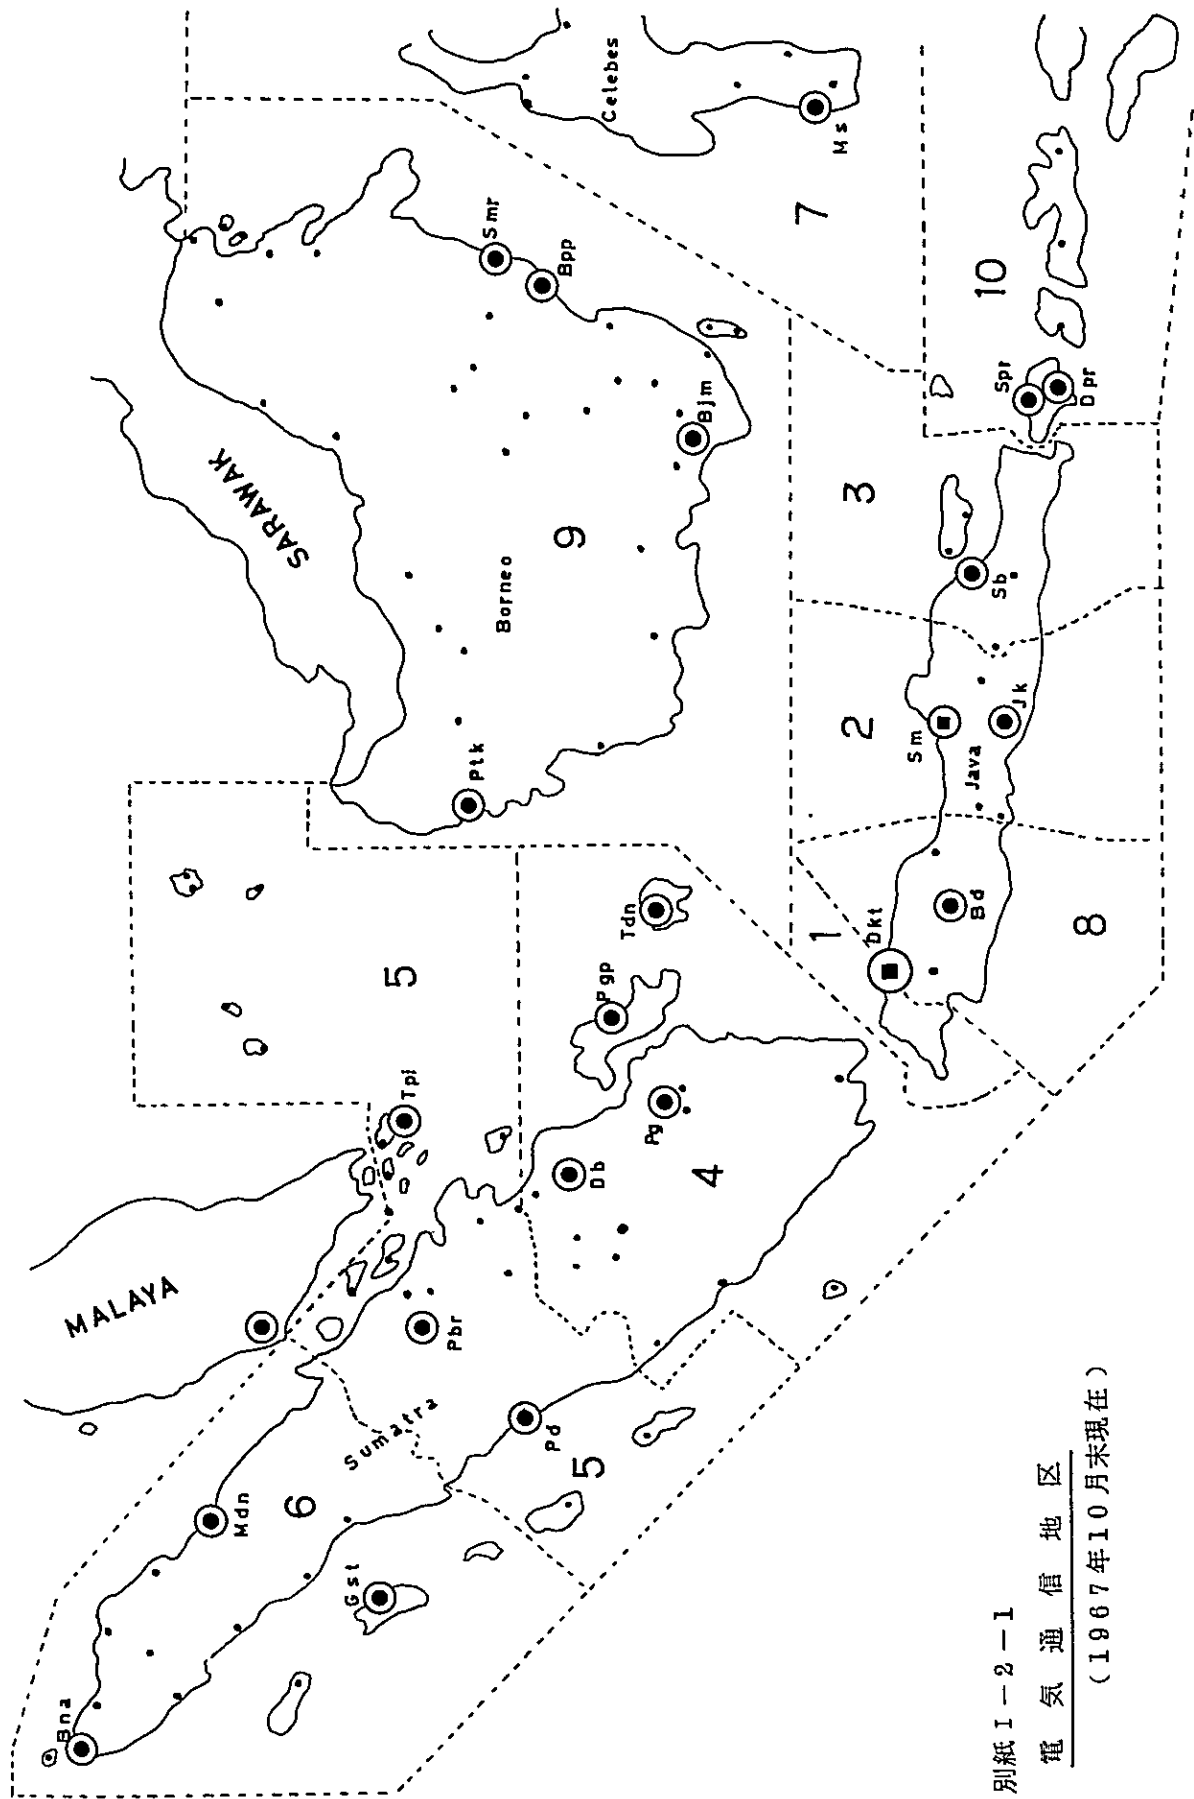 MALAYA
SARAWAK
Celebes
Bna
Mdn
Gst
6
Sumatra
Pbr
Pd
5
Tpi
5
Pgp
Tdn
Pg
Db
4
Ptk
Borneo
9
Smr
Bpp
Bjm
Ms
7
1
Dkt
Bd
8
2
Sm
Java
Jk
3
Sb
10
Spr
Dpr
別紙Ⅰ-2-1
電気通信地区
(1967年10月末現在)